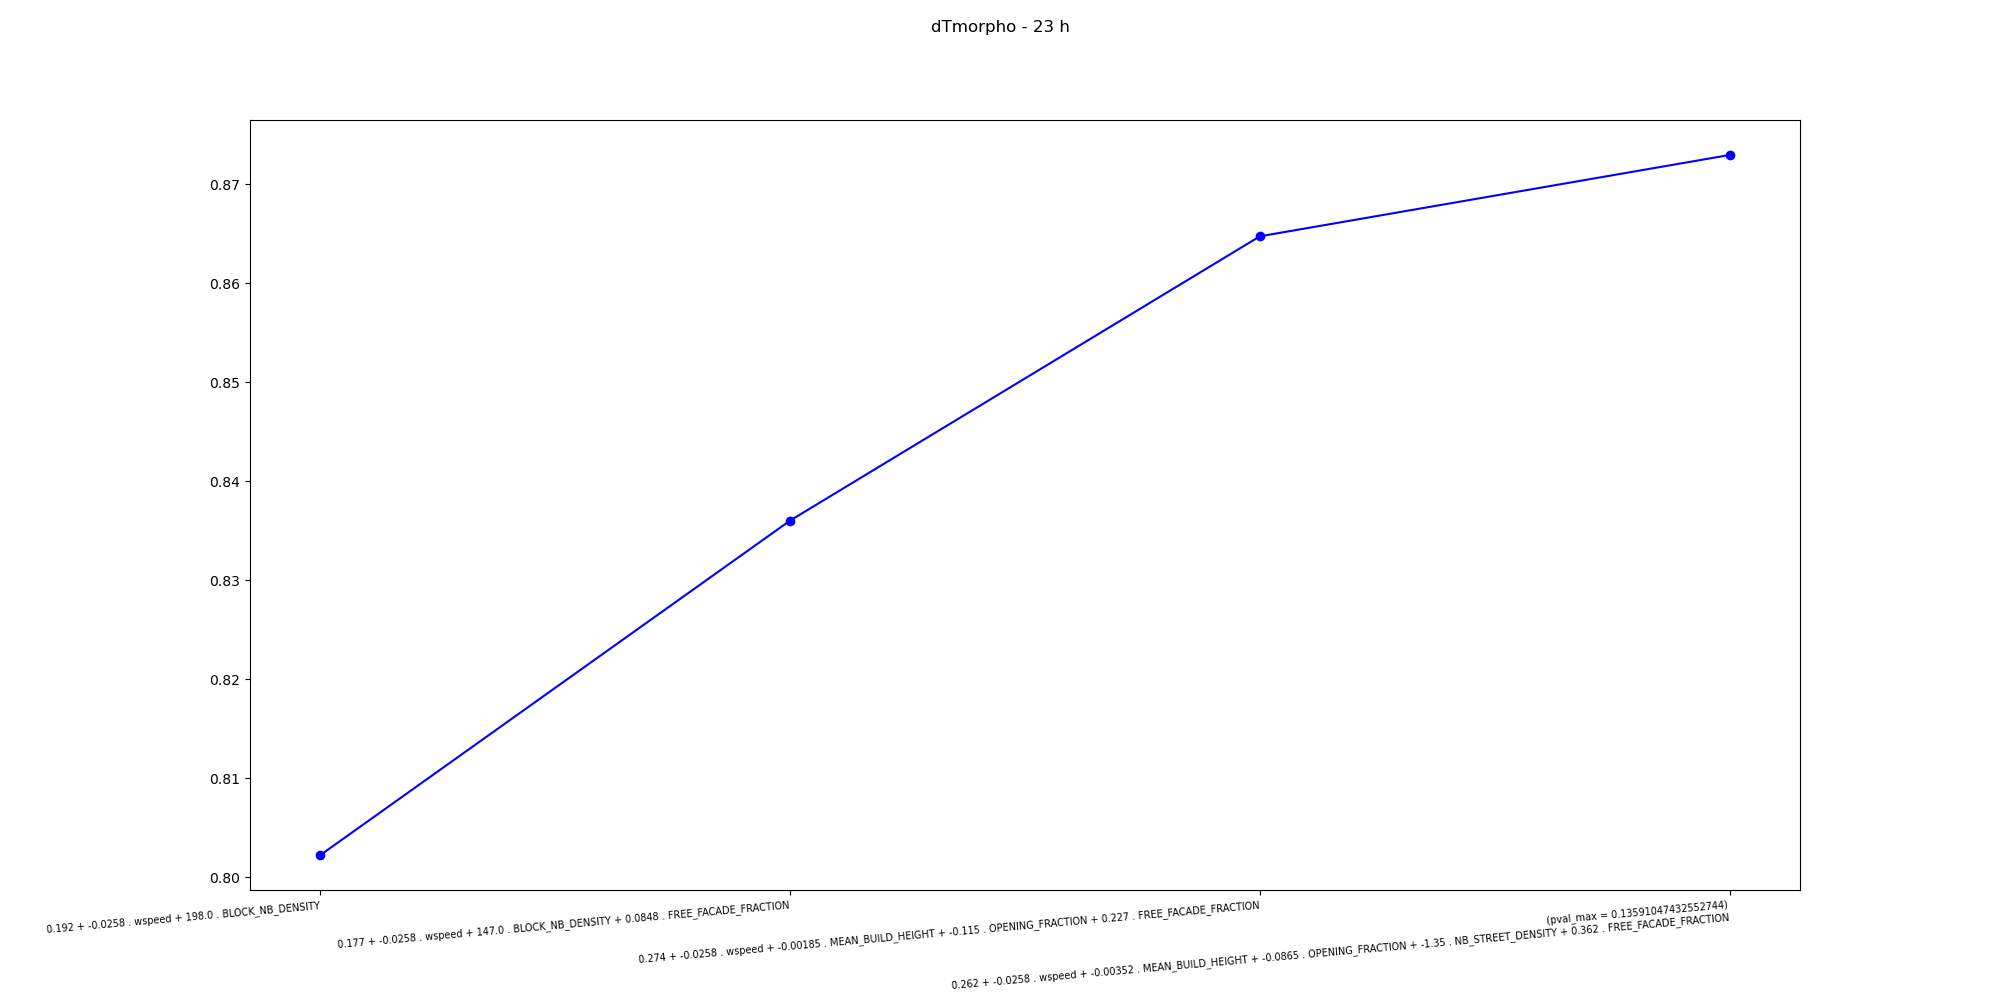 dTmorpho - 23 h
0.87
0.86
0.85
0.84
0.83
0.82
0.81
0.80
0.192 + -0.0258 . wspeed + 198.0 . BLOCK_NB_DENSITY
0.177 + -0.0258 . wspeed + 147.0 . BLOCK_NB_DENSITY + 0.0848 . FREE_FACADE_FRACTION
0.274 + -0.0258 . wspeed + -0.00185 . MEAN_BUILD_HEIGHT + -0.115 . OPENING_FRACTION + 0.227 . FREE_FACADE_FRACTION
(pval_max = 0.13591047432552744)
0.262 + -0.0258 . wspeed + -0.00352 . MEAN_BUILD_HEIGHT + -0.0865 . OPENING_FRACTION + -1.35 . NB_STREET_DENSITY + 0.362 . FREE_FACADE_FRACTION